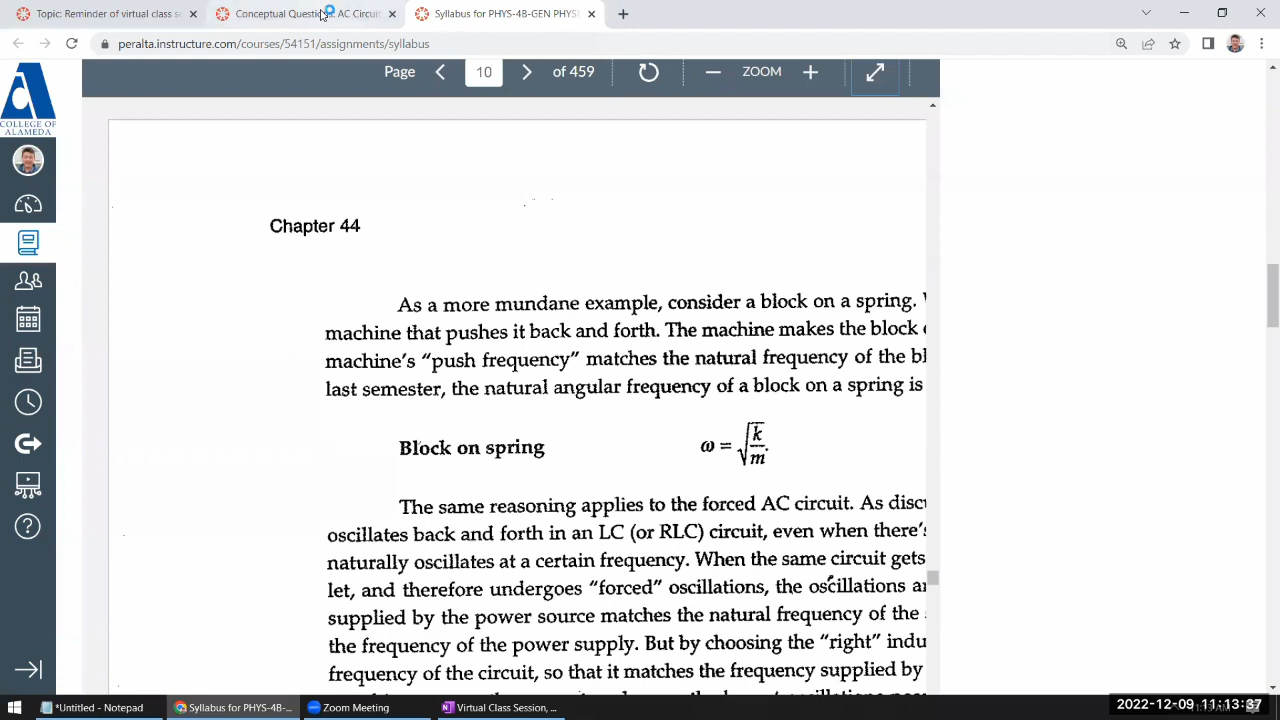 Topic: Reminder of virtual class se
Conceptual Questi
AC Circui
Syllabus for PHYS-4B-GEN PHYSI
peralta.instructure.com/courses/54151/assignments/syllabus
COLLEGE OF
ALAMEDA
Page
10
of 459
ZOOM
Chapter 44
As a more mundane example, consider a block on a spring.
machine that pushes it back and forth. The machine makes the block
machine's "push frequency" matches the natural frequency of the bl
last semester, the natural angular frequency of a block on a spring is
Block on spring
ω = √k/m.
The same reasoning applies to the forced AC circuit. As discu
oscillates back and forth in an LC (or RLC) circuit, even when there's
naturally oscillates at a certain frequency. When the same circuit gets
let, and therefore undergoes "forced" oscillations, the oscillations ar
supplied by the power source matches the natural frequency of the
the frequency of the power supply. But by choosing the "right" indu
frequency of the circuit, so that it matches the frequency supplied by
*Untitled - Notepad
Syllabus for PHYS-4B-...
Zoom Meeting
Virtual Class Session, ...
2022-12-09 11:13:37